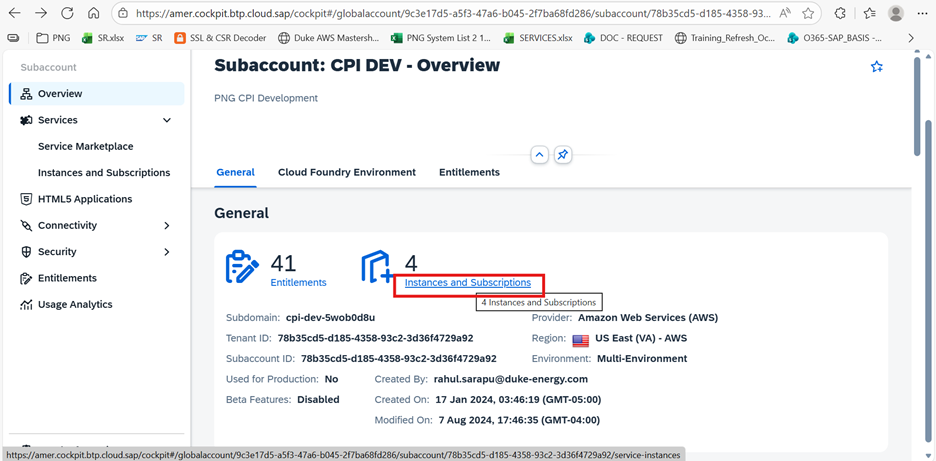 https://amer.cockpit.btp.cloud.sap/cockpit#/globalaccount/9c3e17d5-a5f3-47a6-b045-2f7ba68fd286/subaccount/78b35cd5-d185-4358-93...
PNG SR.xlsx SR SSL & CSR Decoder Duke AWS Mastersh... PNG System List 2 1... SERVICES.xlsx DOC - REQUEST Training_Refresh_Oc... O365-SAP_BASIS -...
Subaccount
Overview
Services
Service Marketplace
Instances and Subscriptions
HTML5 Applications
Connectivity
Security
Entitlements
Usage Analytics
Subaccount: CPI DEV - Overview
PNG CPI Development
General Cloud Foundry Environment Entitlements
General
41
Entitlements
4
Instances and Subscriptions
4 Instances and Subscriptions
Subdomain: cpi-dev-5wob0d8u
Provider: Amazon Web Services (AWS)
Tenant ID: 78b35cd5-d185-4358-93c2-3d36f4729a92
Region: US East (VA) - AWS
Subaccount ID: 78b35cd5-d185-4358-93c2-3d36f4729a92
Environment: Multi-Environment
Used for Production: No
Created By: rahul.sarapu@duke-energy.com
Beta Features: Disabled
Created On: 17 Jan 2024, 03:46:19 (GMT-05:00)
Modified On: 7 Aug 2024, 17:46:35 (GMT-04:00)
https://amer.cockpit.btp.cloud.sap/cockpit#/globalaccount/9c3e17d5-a5f3-47a6-b045-2f7ba68fd286/subaccount/78b35cd5-d185-4358-93c2-3d36f4729a92/service-instances